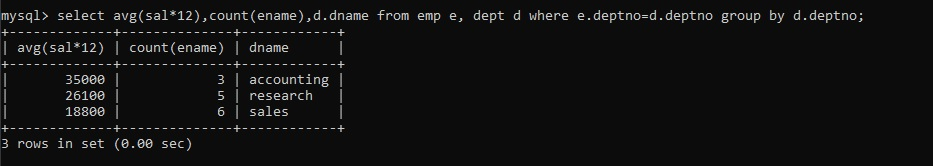 mysql> select avg(sal*12),count(ename),d.dname from emp e, dept d where e.deptno=d.deptno group by d.deptno;
+-------------+--------------+------------+
| avg(sal*12) | count(ename) | dname      |
+-------------+--------------+------------+
|       35000 |            3 | accounting |
|       26100 |            5 | research   |
|       18800 |            6 | sales      |
+-------------+--------------+------------+
3 rows in set (0.00 sec)